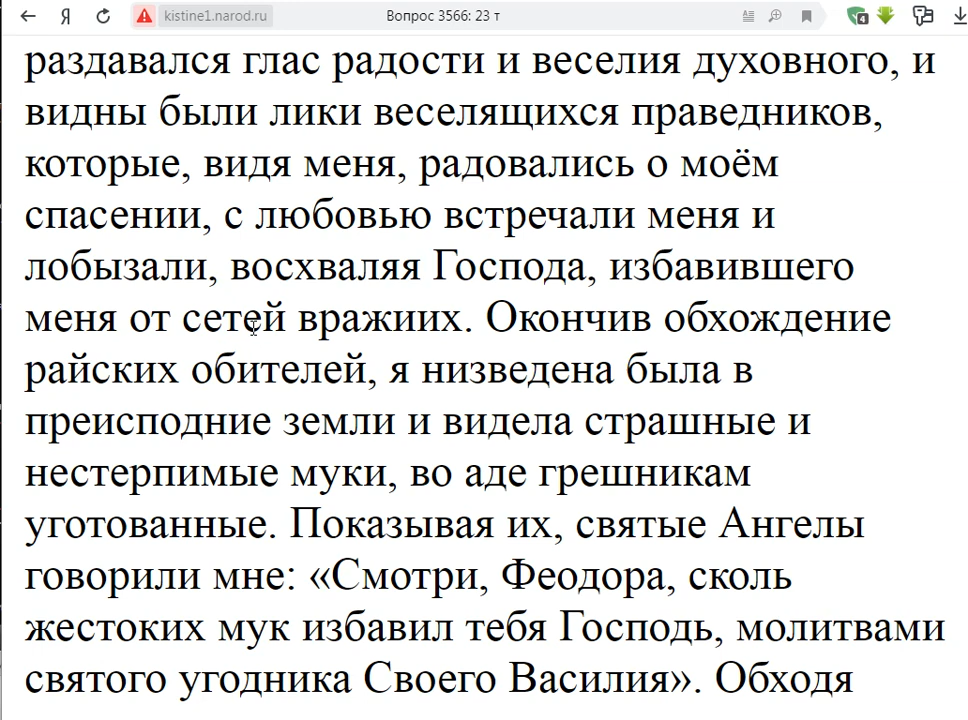 kistine1.narod.ru
Вопрос 3566: 23 т
4
раздавался глас радости и веселия духовного, и
видны были лики веселящихся праведников,
которые, видя меня, радовались о моём
спасении, с любовью встречали меня и
лобызали, восхваляя Господа, избавившего
меня от сетей вражиих. Окончив обхождение
райских обителей, я низведена была в
преисподние земли и видела страшные и
нестерпимые муки, во аде грешникам
уготованные. Показывая их, святые Ангелы
говорили мне: «Смотри, Феодора, сколь
жестоких мук избавил тебя Господь, молитвами
святого угодника Своего Василия». Обходя